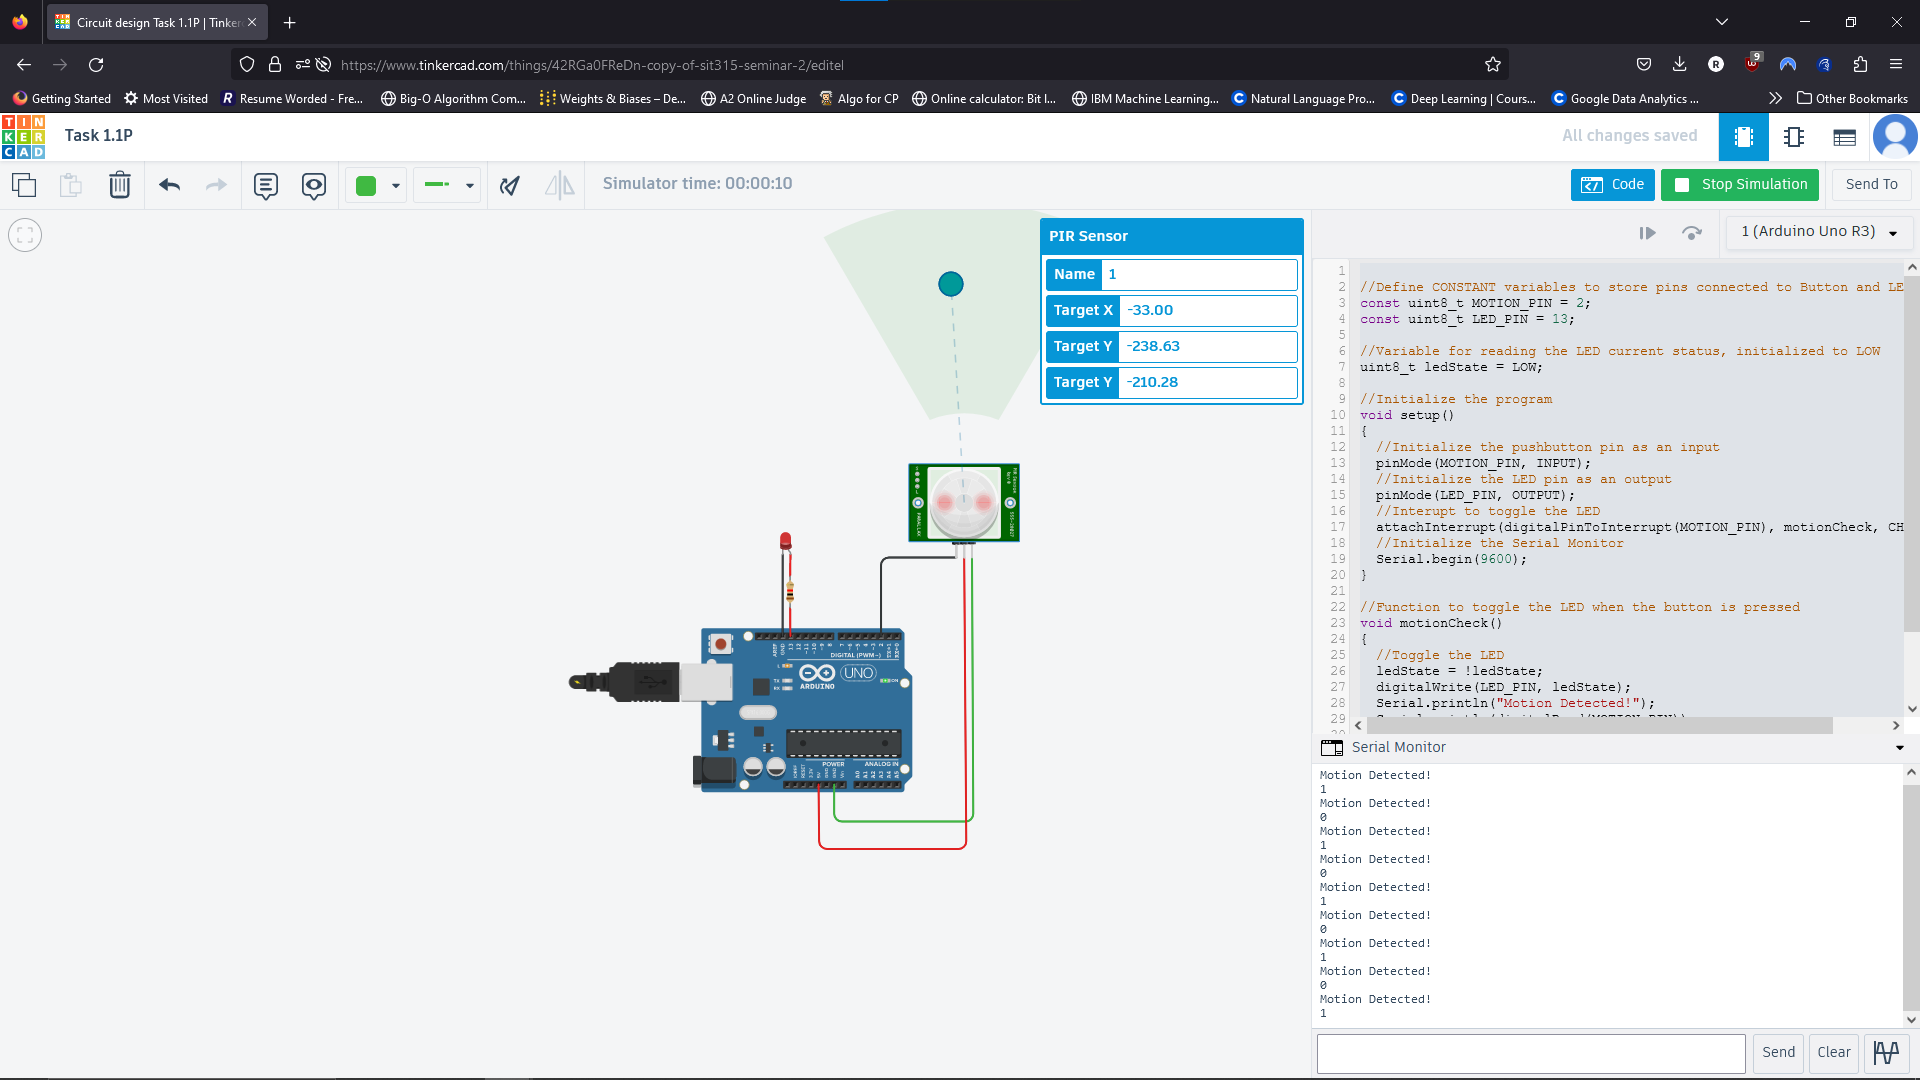 Circuit design Task 1.1P | Tinker
https://www.tinkercad.com/things/42RGa0FReDn-copy-of-sit315-seminar-2/editel
9
Getting Started
Most Visited
Resume Worded - Fre...
Big-O Algorithm Com...
Weights & Biases – De...
A2 Online Judge
Algo for CP
Online calculator: Bit l...
IBM Machine Learning...
Natural Language Pro...
Deep Learning | Cours...
Google Data Analytics ...
Other Bookmarks
TIN
KER
CAD
Task 1.1P
All changes saved
Simulator time: 00:00:10
Code
Stop Simulation
Send To
1 (Arduino Uno R3)
PIR Sensor
Name 1
Target X -33.00
Target Y -238.63
Target Y -210.28
DIGITAL (PWM~)
UNO
ARDUINO
TX
RX
ON
L
POWER
ANALOG IN
1
2 //Define CONSTANT variables to store pins connected to Button and LE
3 const uint8_t MOTION_PIN = 2;
4 const uint8_t LED_PIN = 13;
5
6 //Variable for reading the LED current status, initialized to LOW
7 uint8_t ledState = LOW;
8
9 //Initialize the program
10 void setup()
11 {
12 //Initialize the pushbutton pin as an input
13 pinMode(MOTION_PIN, INPUT);
14 //Initialize the LED pin as an output
15 pinMode(LED_PIN, OUTPUT);
16 //Interupt to toggle the LED
17 attachInterrupt(digitalPinToInterrupt(MOTION_PIN), motionCheck, CH
18 //Initialize the Serial Monitor
19 Serial.begin(9600);
20 }
21
22 //Function to toggle the LED when the button is pressed
23 void motionCheck()
24 {
25 //Toggle the LED
26 ledState = !ledState;
27 digitalWrite(LED_PIN, ledState);
28 Serial.println("Motion Detected!");
29
Serial Monitor
Motion Detected!
1
Motion Detected!
0
Motion Detected!
1
Motion Detected!
0
Motion Detected!
1
Motion Detected!
0
Motion Detected!
1
Motion Detected!
0
Motion Detected!
1
Send
Clear